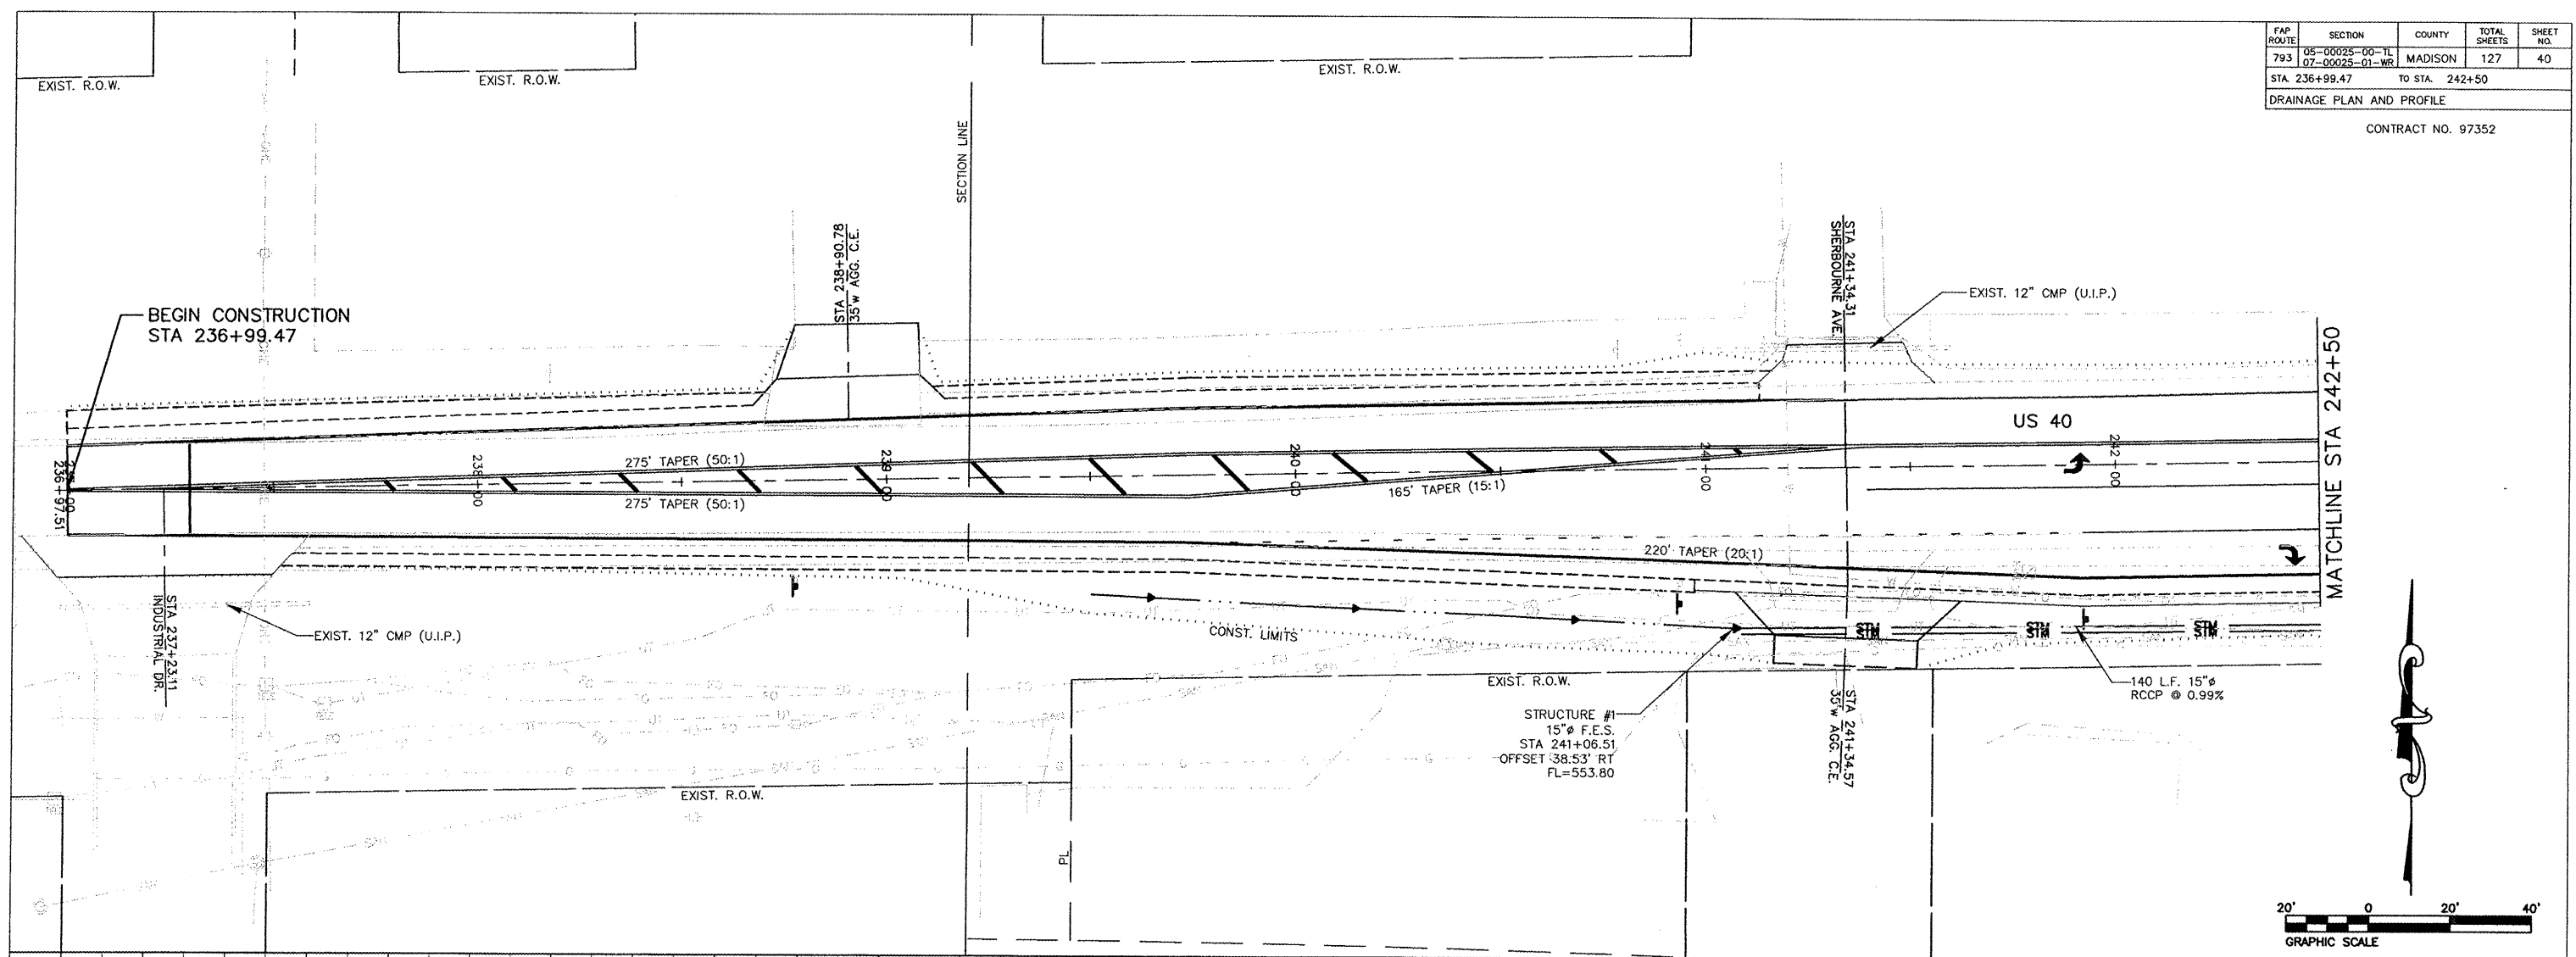 FAP ROUTE
SECTION
COUNTY
TOTAL SHEETS
SHEET NO.
793
05-00025-00-TL
07-00025-01-WR
MADISON
127
40
STA. 236+99.47 TO STA. 242+50
DRAINAGE PLAN AND PROFILE
CONTRACT NO. 97352
EXIST. R.O.W.
EXIST. R.O.W.
EXIST. R.O.W.
SECTION LINE
STA 238+90.78
35'w AGG. C.E.
STA 241+34.31
SHERBOURNE AVE.
EXIST. 12" CMP (U.I.P.)
BEGIN CONSTRUCTION
STA 236+99.47
US 40
MATCHLINE STA 242+50
236+97.51
238+00
239+00
240+00
241+00
242+00
275' TAPER (50:1)
275' TAPER (50:1)
165' TAPER (15:1)
220' TAPER (20:1)
STA 237+23.11
INDUSTRIAL DR.
EXIST. 12" CMP (U.I.P.)
CONST. LIMITS
STM
STM
STM
STM
STM
STM
EXIST. R.O.W.
STRUCTURE #1
15"ø F.E.S.
STA 241+06.51
OFFSET 38.53' RT
FL=553.80
STA 241+34.57
35'w AGG. C.E.
140 L.F. 15"ø
RCCP @ 0.99%
EXIST. R.O.W.
PL
20' 0 20' 40'
GRAPHIC SCALE